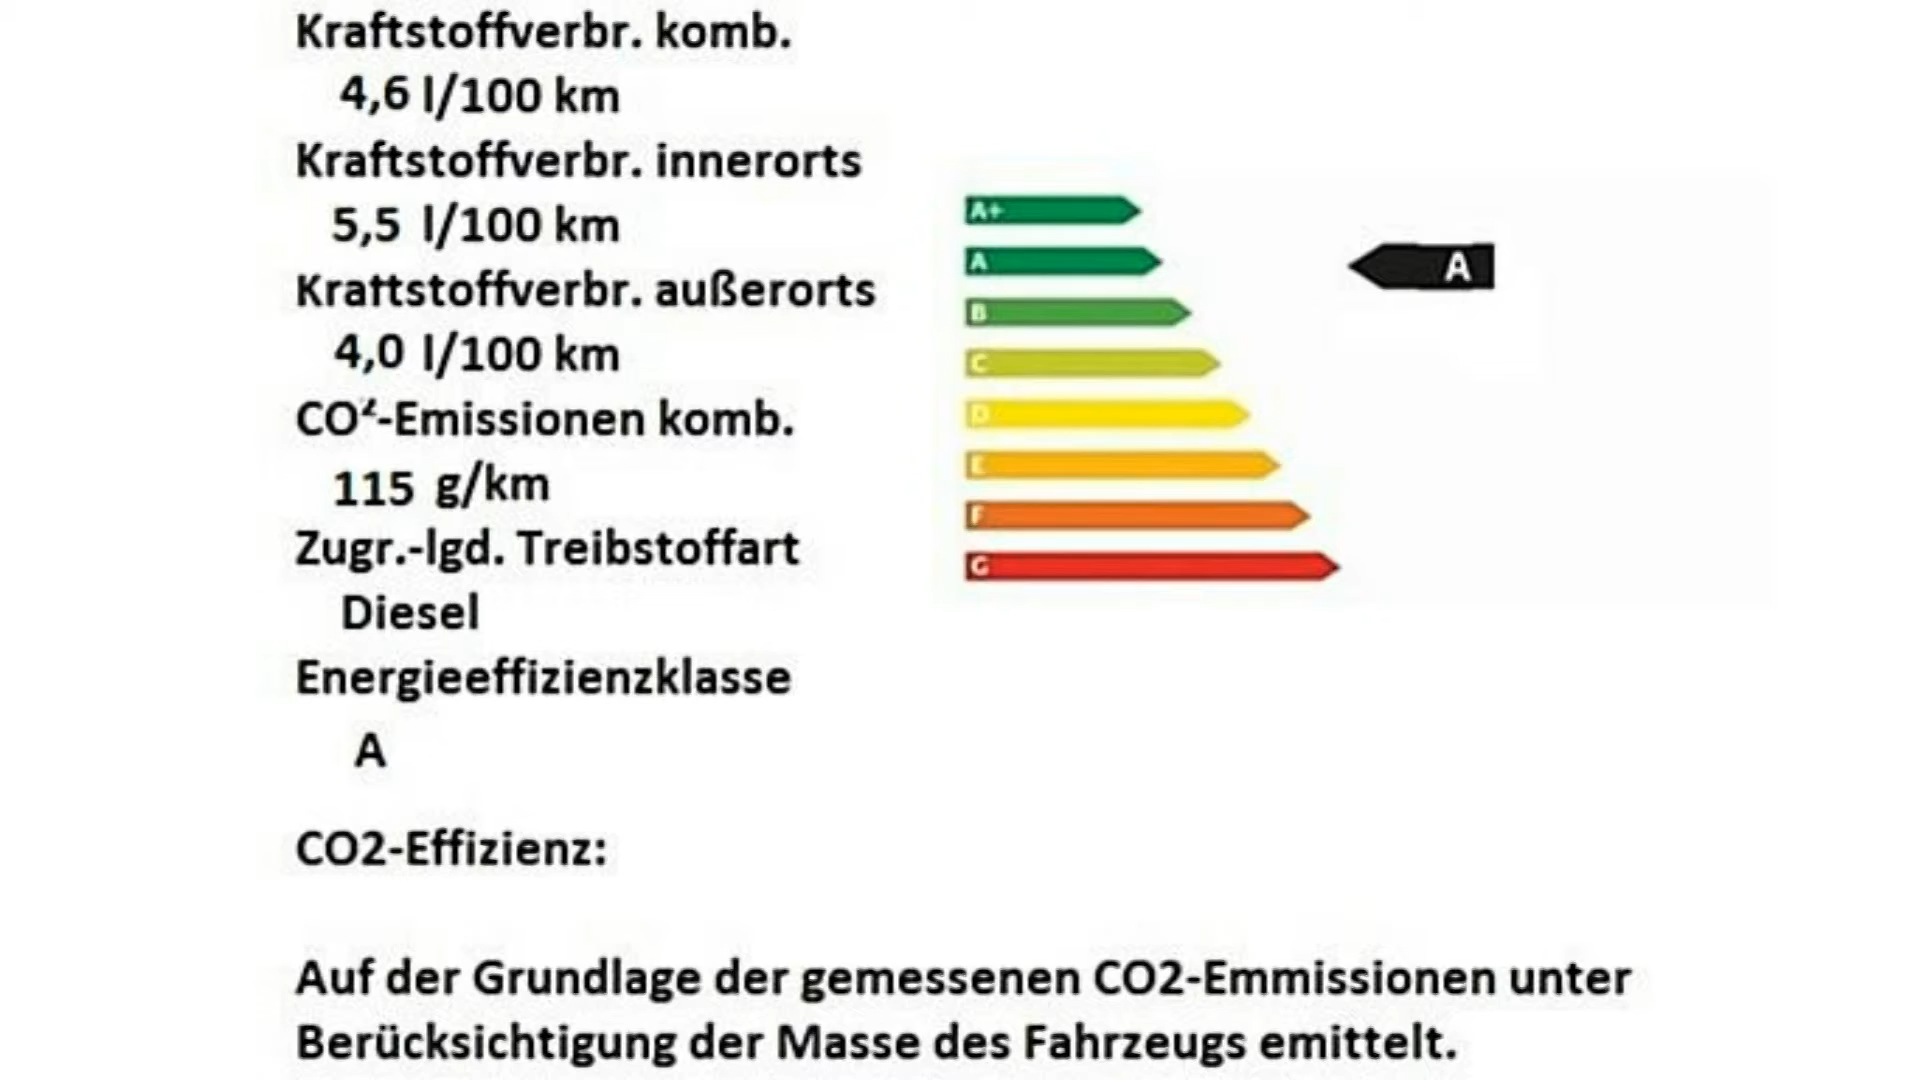 Kraftstoffverbr. komb.
4,6 l/100 km
Kraftstoffverbr. innerorts
5,5 l/100 km
Kraftstoffverbr. außerorts
4,0 l/100 km
CO²-Emissionen komb.
115 g/km
Zugr.-lgd. Treibstoffart
Diesel
Energieeffizienzklasse
A
A+
A
A
B
C
D
E
F
G
CO2-Effizienz:
Auf der Grundlage der gemessenen CO2-Emmissionen unter
Berücksichtigung der Masse des Fahrzeugs emittelt.